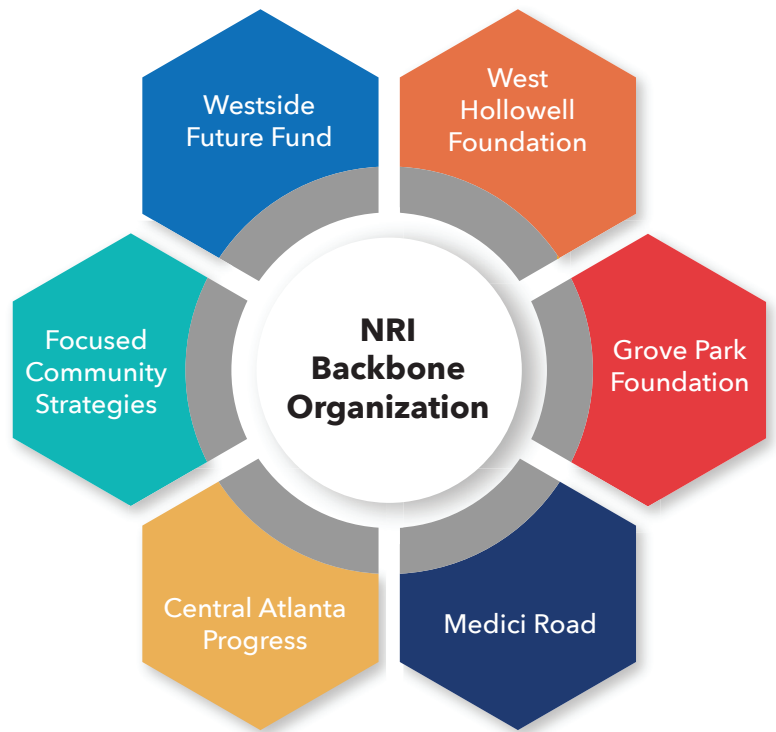 Westside
Future Fund
West
Hollowell
Foundation
Focused
Community
Strategies
NRI
Backbone
Organization
Grove Park
Foundation
Central Atlanta
Progress
Medici Road